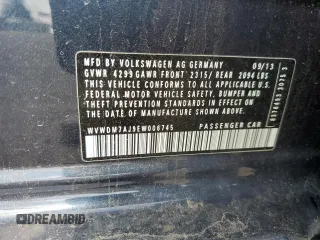 MFD BY VOLKSWAGEN AG GERMANY 09/13
GVWR 4299 GAWR FRONT 2315/ REAR 2094 LBS
THIS VEHICLE CONFORMS TO ALL APPLICABLE U.S.
FEDERAL MOTOR VEHICLE SAFETY, BUMPER AND
THEFT PREVENTION STANDARDS IN EFFECT ON THE
DATE OF MANUFACTURE SHOWN ABOVE.
WVWDM7AJ9EW006745 PASSENGER CAR
DREAMBID